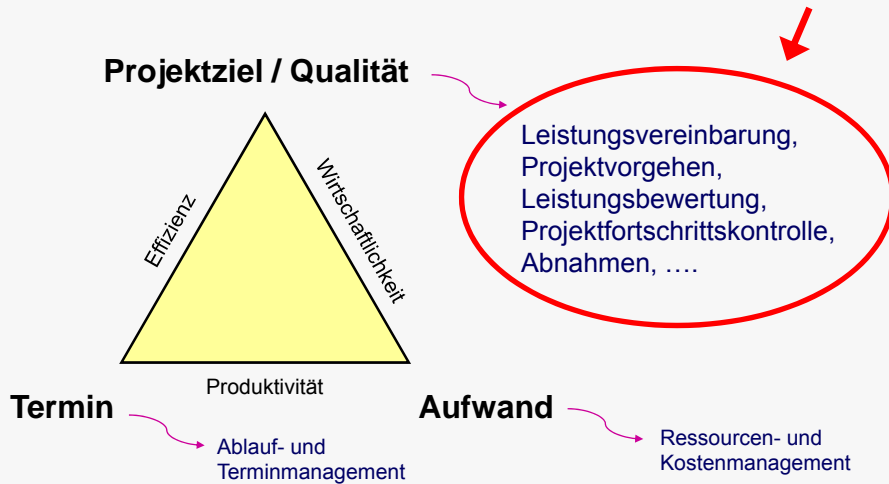 Projektziel / Qualität
Leistungsvereinbarung,
Projektvorgehen,
Leistungsbewertung,
Projektfortschrittskontrolle,
Abnahmen, ….
Effizienz
Wirtschaftlichkeit
Produktivität
Termin
Aufwand
Ablauf- und
Terminmanagement
Ressourcen- und
Kostenmanagement